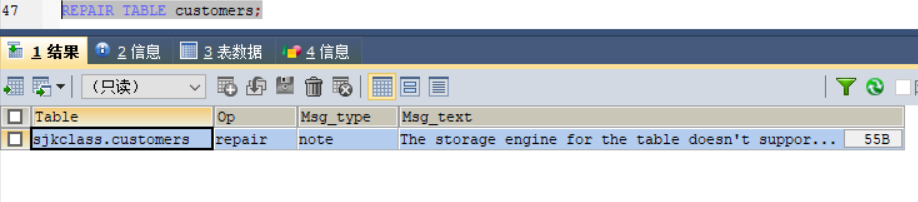 47 REPAIR TABLE customers;
1 结果 2 信息 3 表数据 4 信息
(只读)
Table Op Msg_type Msg_text
sjkclass.customers repair note The storage engine for the table doesn't suppor... 55B